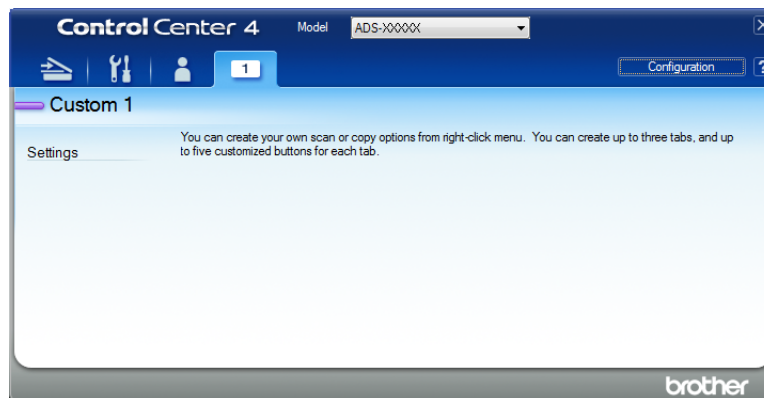 Control Center 4
Model
ADS-XXXXX
1
Configuration
?
Custom 1
Settings
You can create your own scan or copy options from right-click menu. You can create up to three tabs, and up
to five customized buttons for each tab.
brother